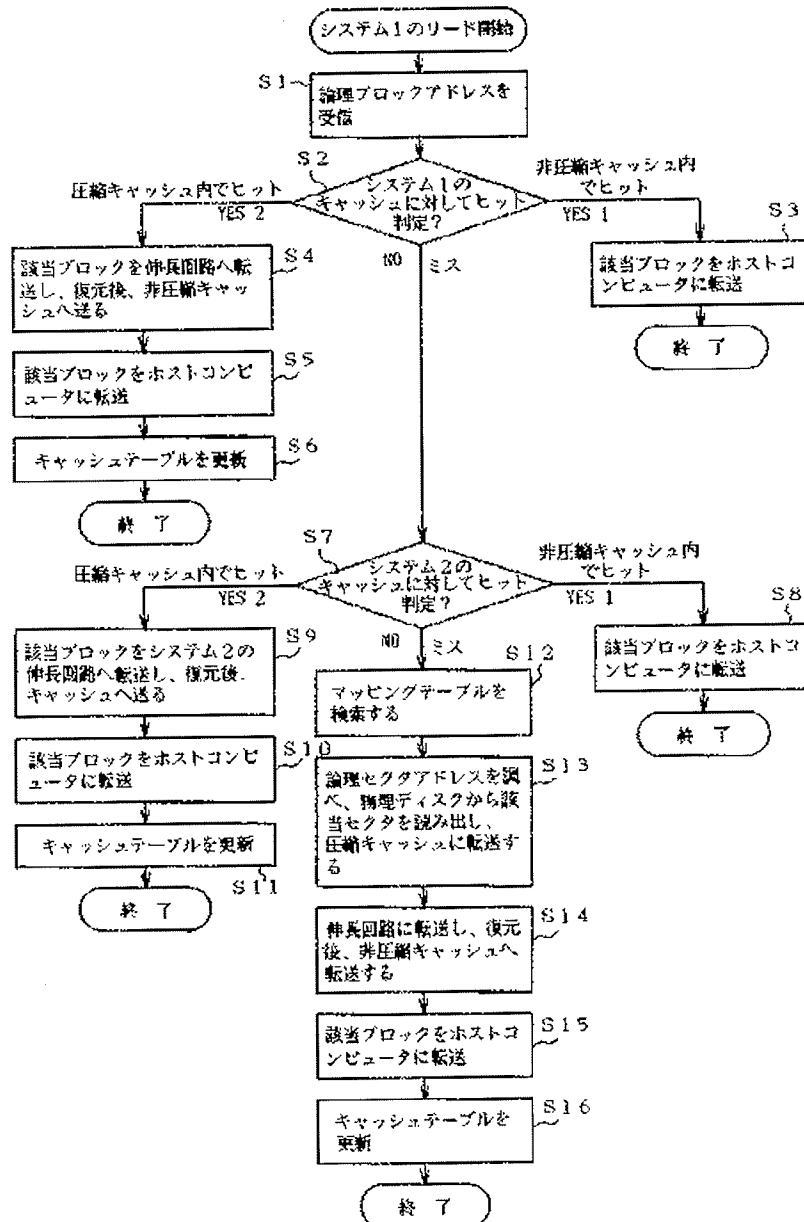 システム1のリード開始
S1
論理ブロックアドレスを
受信
S2
圧縮キャッシュ内でヒット
YES 2
システム1の
キャッシュに対してヒット
判定?
非圧縮キャッシュ内
でヒット
YES 1
NO
ミス
S3
該当ブロックをホストコ
ンピュータに転送
終 了
S4
該当ブロックを伸長回路へ転
送し、復元後、非圧縮キャッ
シュへ送る
S5
該当ブロックをホストコンピ
ュータに転送
S6
キャッシュテーブルを更新
終 了
S7
圧縮キャッシュ内でヒット
YES 2
システム2の
キャッシュに対してヒット
判定?
非圧縮キャッシュ内
でヒット
YES 1
NO
ミス
S8
該当ブロックをホストコ
ンピュータに転送
終 了
S9
該当ブロックをシステム2の
伸長回路へ転送し、復元後.
キャッシュへ送る
S10
該当ブロックをホストコンピ
ュータに転送
キャッシュテーブルを更新
S11
終 了
S12
マッピングテーブルを
検索する
S13
論理セクタアドレスを調
べ、物理ディスクから該
当セクタを読み出し、
圧縮キャッシュに転送す
る
S14
伸長回路に転送し、復元
後、非圧縮キャッシュへ
転送する
S15
該当ブロックをホストコ
ンピュータに転送
S16
キャッシュテーブルを
更新
終 了